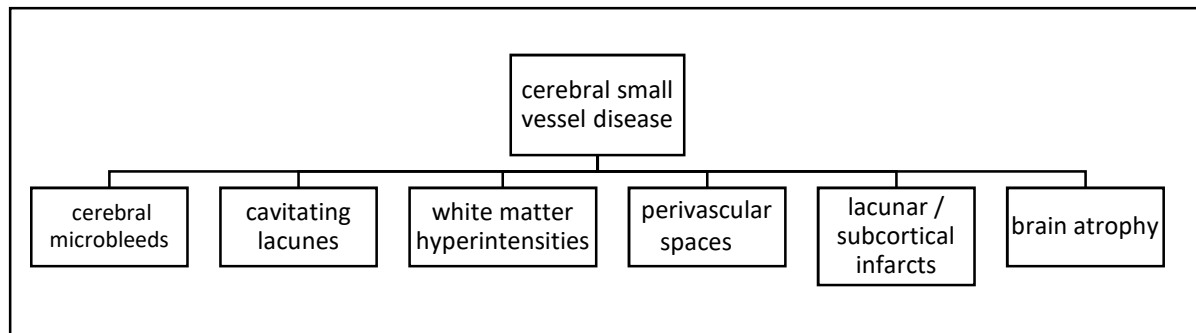 cerebral small
vessel disease
cerebral
microbleeds
cavitating
lacunes
white matter
hyperintensities
perivascular
spaces
lacunar /
subcortical
infarcts
brain atrophy